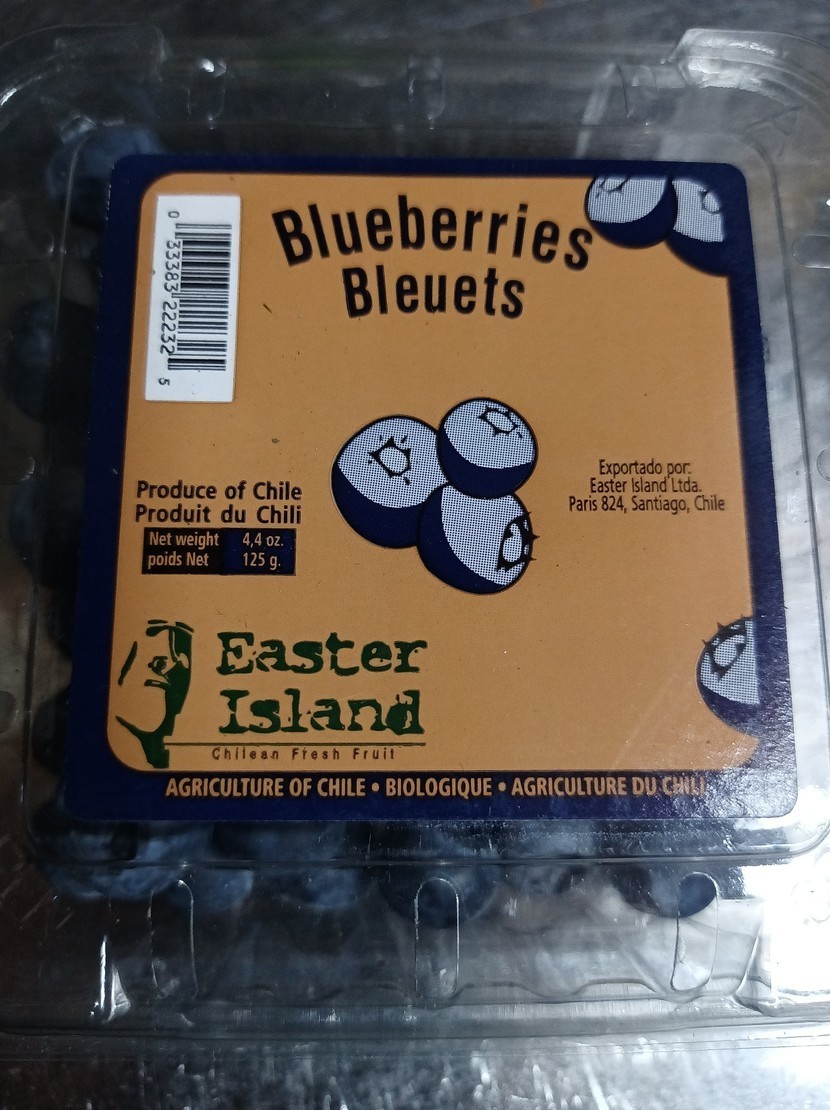 Blueberries
Bleuets
0 33383 22232 5
Produce of Chile
Produit du Chili
Net weight 4,4 oz.
poids Net 125 g.
Exportado por:
Easter Island Ltda.
Paris 824, Santiago, Chile
Easter
Island
Chilean Fresh Fruit
AGRICULTURE OF CHILE • BIOLOGIQUE • AGRICULTURE DU CHILI